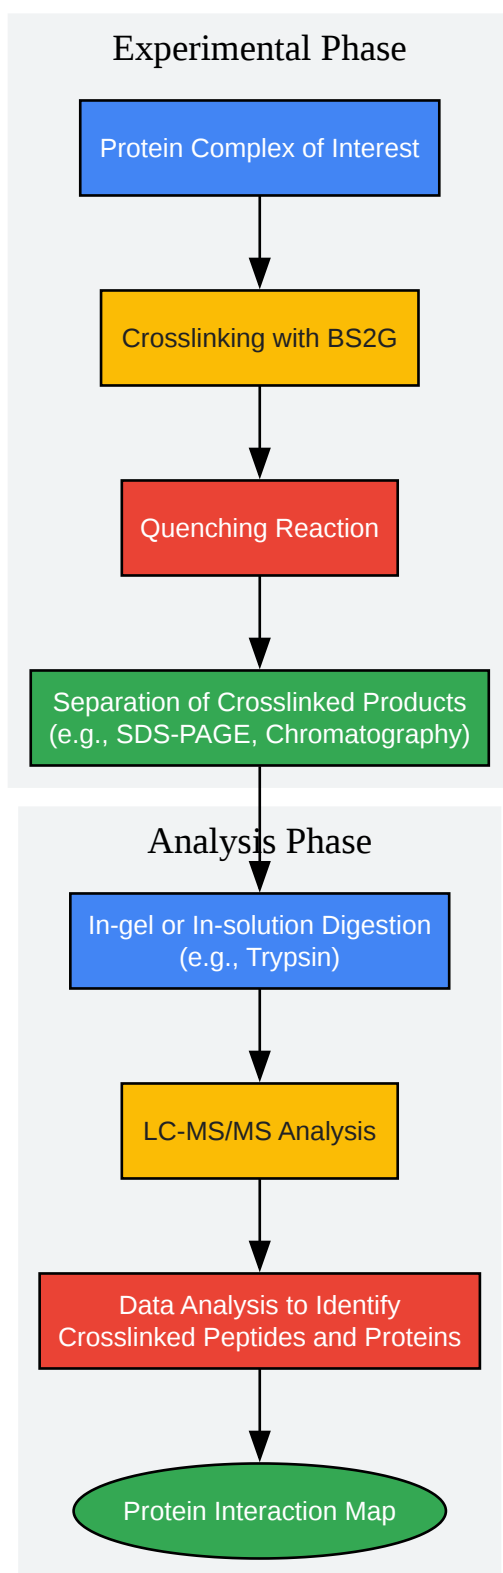 Experimental Phase
Protein Complex of Interest
Crosslinking with BS2G
Quenching Reaction
Separation of Crosslinked Products
(e.g., SDS-PAGE, Chromatography)
Analysis Phase
In-gel or In-solution Digestion
(e.g., Trypsin)
LC-MS/MS Analysis
Data Analysis to Identify
Crosslinked Peptides and Proteins
Protein Interaction Map